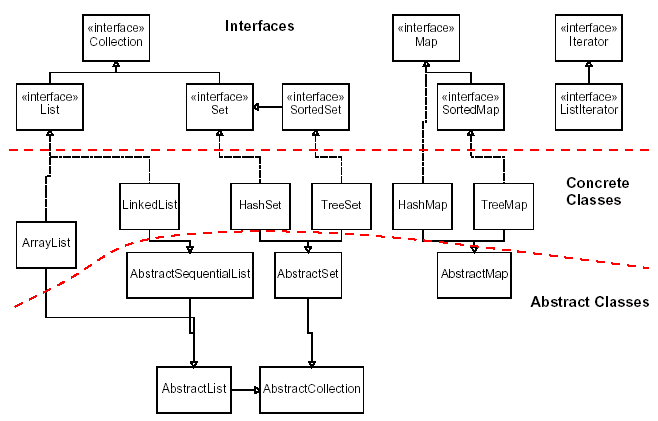 Interfaces
«interface»
Collection
«interface»
Map
«interface»
Iterator
«interface»
List
«interface»
Set
«interface»
SortedSet
«interface»
SortedMap
«interface»
ListIterator
Concrete
Classes
LinkedList
HashSet
TreeSet
HashMap
TreeMap
ArrayList
AbstractSequentialList
AbstractSet
AbstractMap
Abstract Classes
AbstractList
AbstractCollection